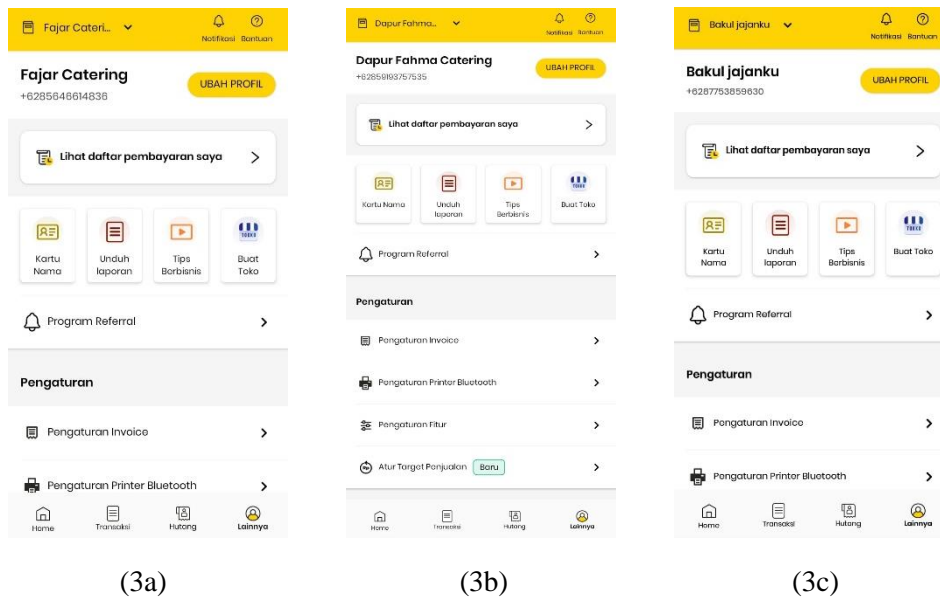 Fajar Cateri...
Notifikasi Bantuan
Fajar Catering
+6285646614836
UBAH PROFIL
Lihat daftar pembayaran saya
Kartu Nama
Unduh laporan
Tips Berbisnis
Buat Toko
Program Referral
Pengaturan
Pengaturan Invoice
Pengaturan Printer Bluetooth
Home Transaksi Hutang Lainnya
(3a)
Dapur Fahma...
Notifikasi Bantuan
Dapur Fahma Catering
+62859193757535
UBAH PROFIL
Lihat daftar pembayaran saya
Kartu Nama
Unduh laporan
Tips Berbisnis
Buat Toko
Program Referral
Pengaturan
Pengaturan Invoice
Pengaturan Printer Bluetooth
Pengaturan Fitur
Atur Target Penjualan Baru
Home Transaksi Hutang Lainnya
(3b)
Bakul jajanku
Notifikasi Bantuan
Bakul jajanku
+6287753859630
UBAH PROFIL
Lihat daftar pembayaran saya
Kartu Nama
Unduh laporan
Tips Berbisnis
Buat Toko
Program Referral
Pengaturan
Pengaturan Invoice
Pengaturan Printer Bluetooth
Home Transaksi Hutang Lainnya
(3c)